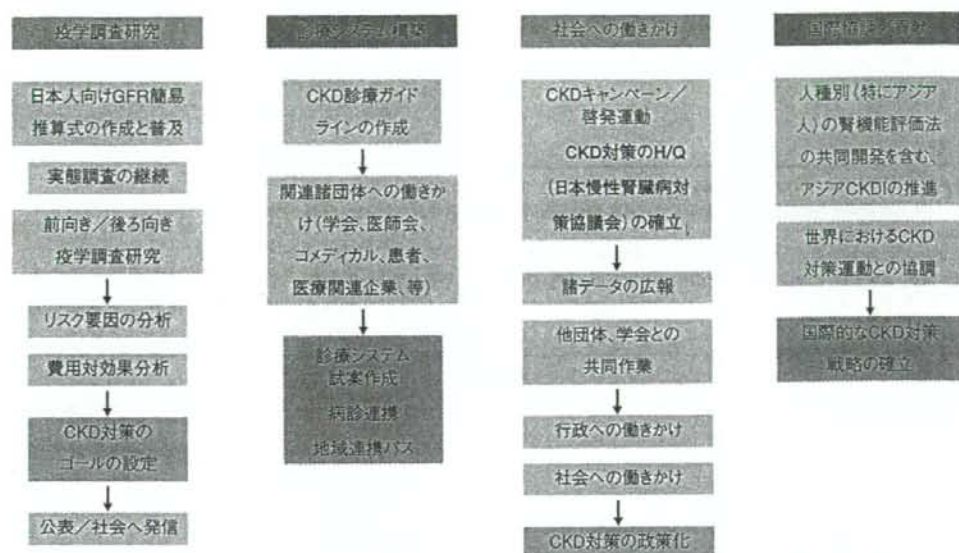 疫学調査研究
日本人向けGFR簡易
推算式の作成と普及
実態調査の継続
前向き/後ろ向き
疫学調査研究
リスク要因の分析
費用対効果分析
CKD対策の
ゴールの設定
公表/社会へ発信
診療システム構築
CKD診療ガイド
ラインの作成
関連諸団体への働きか
け(学会、医師会、
コメディカル、患者、
医療関連企業、等)
診療システム
試案作成
病診連携
地域連携パス
社会への働きかけ
CKDキャンペーン/
啓発運動
CKD対策のH/Q
(日本慢性腎臓病対
策協議会)の確立
諸データの広報
他団体、学会との
共同作業
行政への働きかけ
社会への働きかけ
CKD対策の政策化
国際協調/貢献
人種別(特にアジア
人)の腎機能評価法
の共同開発を含む、
アジアCKDIの推進
世界におけるCKD
対策運動との協調
国際的なCKD対策
戦略の確立